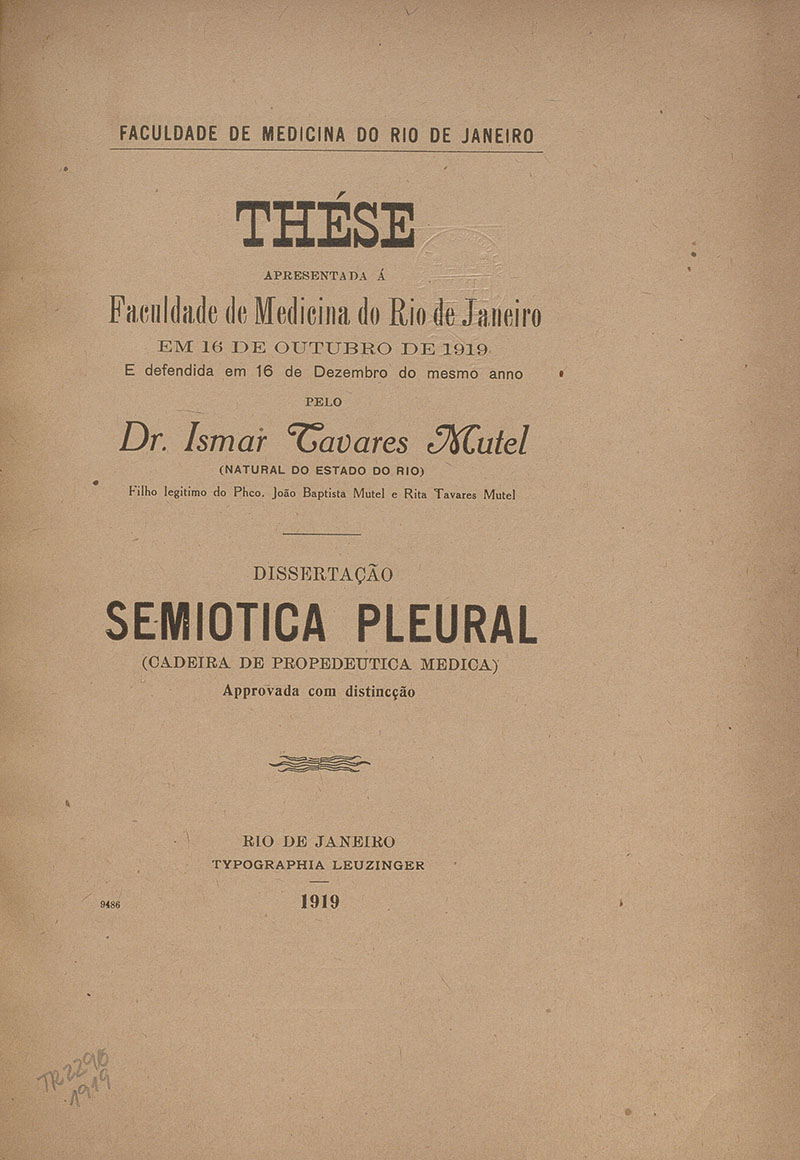 FACULDADE DE MEDICINA DO RIO DE JANEIRO
THÉSE
APRESENTADA Á
Faculdade de Medicina do Rio de Janeiro
EM 16 DE OUTUBRO DE 1919
E defendida em 16 de Dezembro do mesmo anno
PELO
Dr. Ismar Tavares Mutel
(NATURAL DO ESTADO DO RIO)
Filho legitimo do Phco. João Baptista Mutel e Rita Tavares Mutel
DISSERTAÇÃO
SEMIOTICA PLEURAL
(CADEIRA DE PROPEDEUTICA MEDICA)
Approvada com distincção
RIO DE JANEIRO
TYPOGRAPHIA LEUZINGER
1919
9486
1919